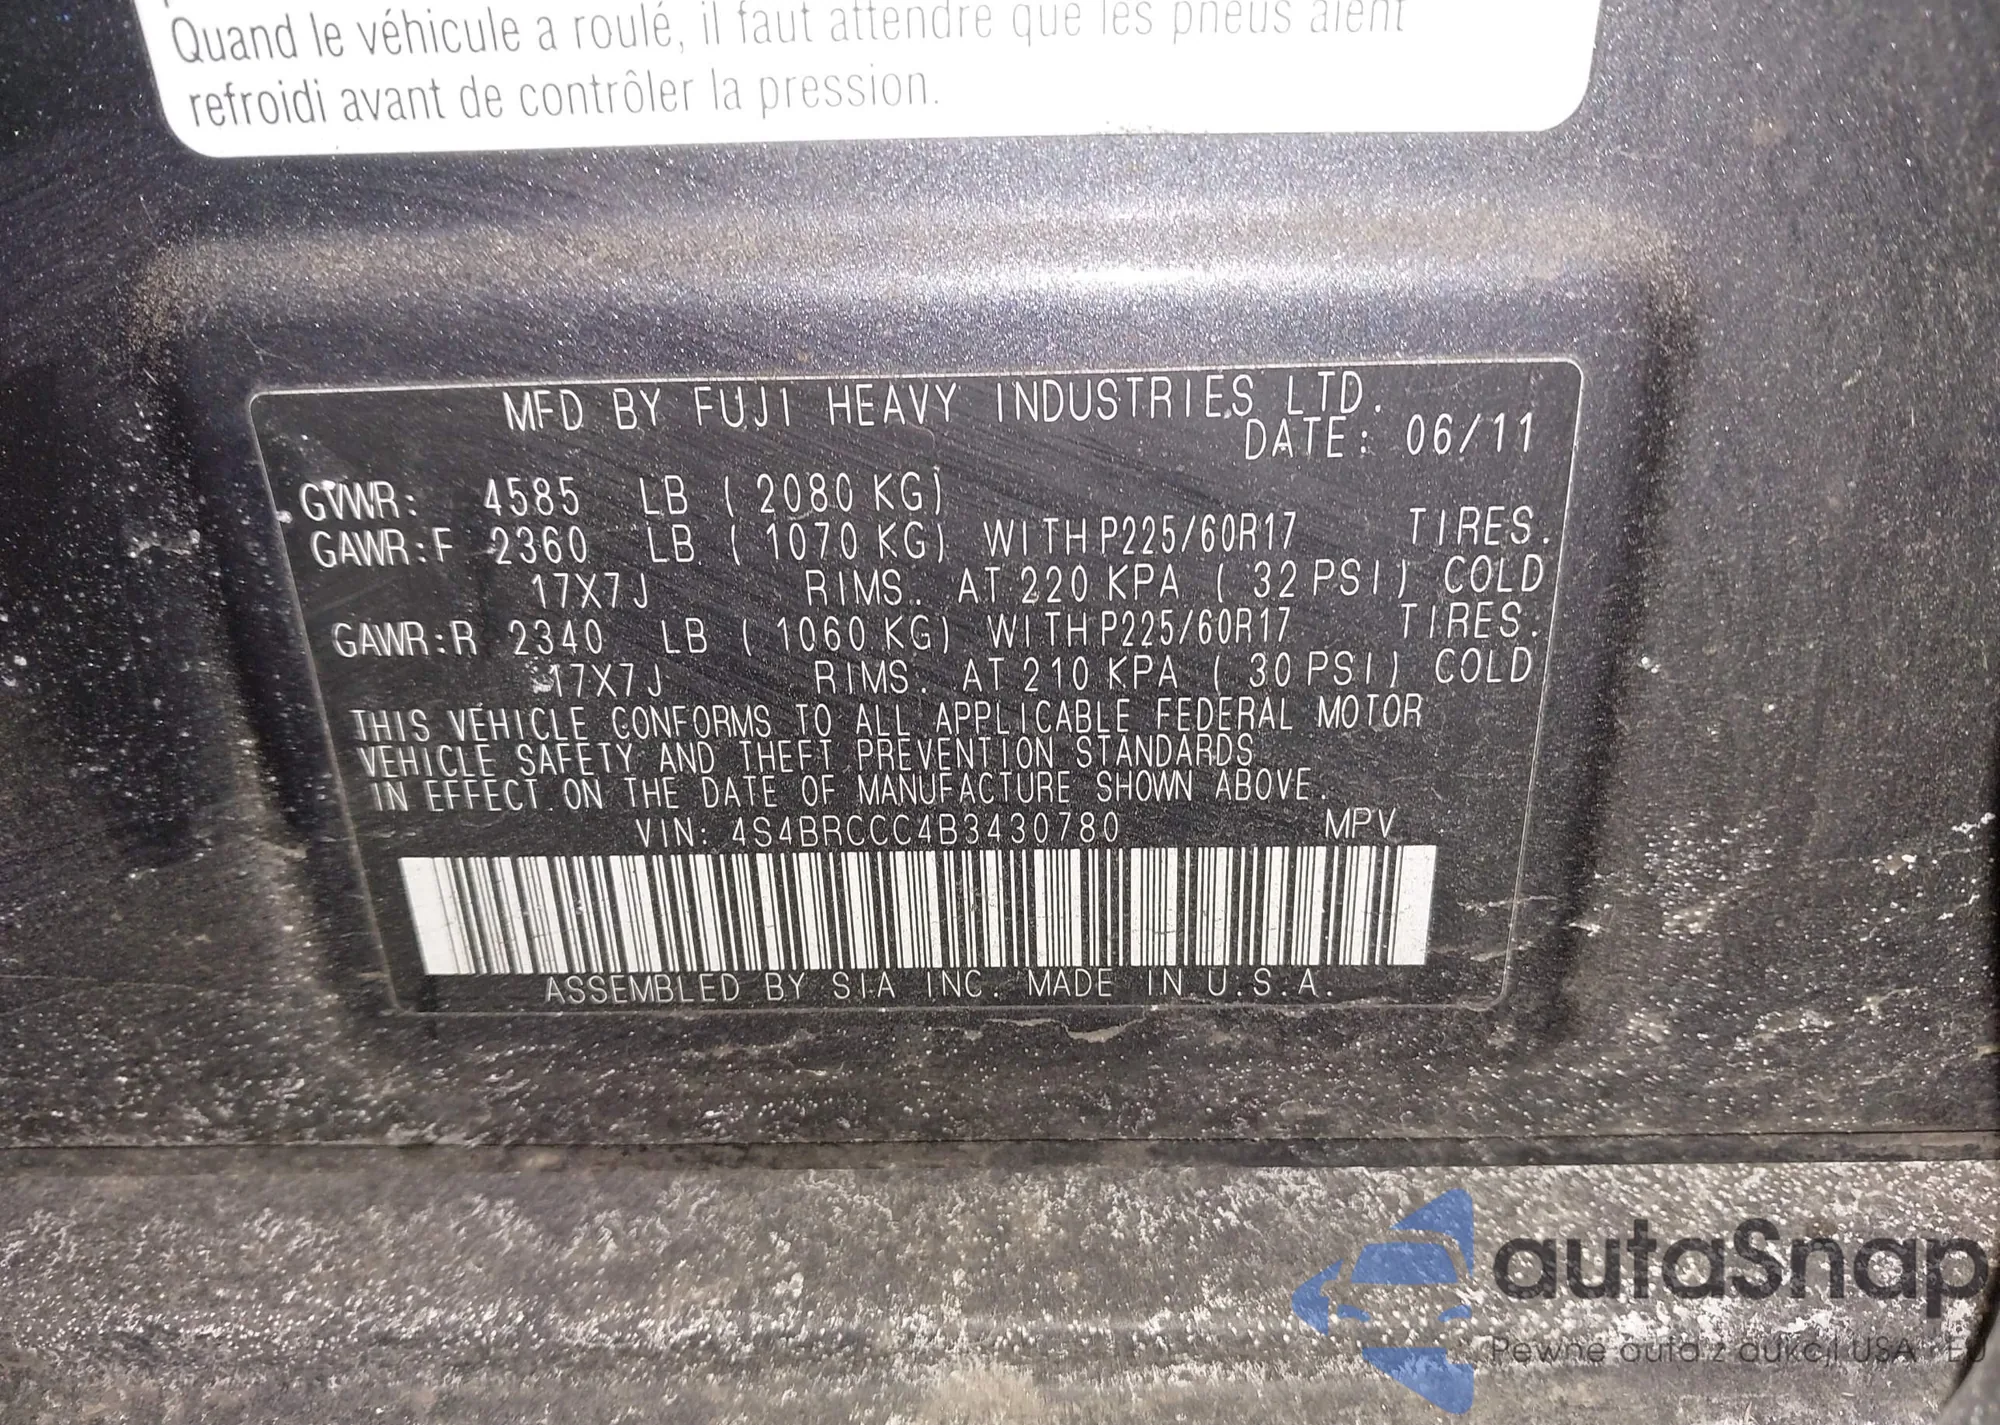 Quand le véhicule a roulé, il faut attendre que les pneus aient
refroidi avant de contrôler la pression.
MFD BY FUJI HEAVY INDUSTRIES LTD.
DATE: 06/11
GVWR: 4585 LB ( 2080 KG)
GAWR:F 2360 LB ( 1070 KG) WITH P225/60R17 TIRES.
17X7J RIMS. AT 220 KPA ( 32 PSI) COLD
GAWR:R 2340 LB ( 1060 KG) WITH P225/60R17 TIRES.
17X7J RIMS. AT 210 KPA ( 30 PSI) COLD
THIS VEHICLE CONFORMS TO ALL APPLICABLE FEDERAL MOTOR
VEHICLE SAFETY AND THEFT PREVENTION STANDARDS
IN EFFECT ON THE DATE OF MANUFACTURE SHOWN ABOVE.
VIN: 4S4BRCCC4B3430780 MPV
ASSEMBLED BY SIA INC. MADE IN U.S.A.
autaSnap
Pewne auta z aukcji USA i EU